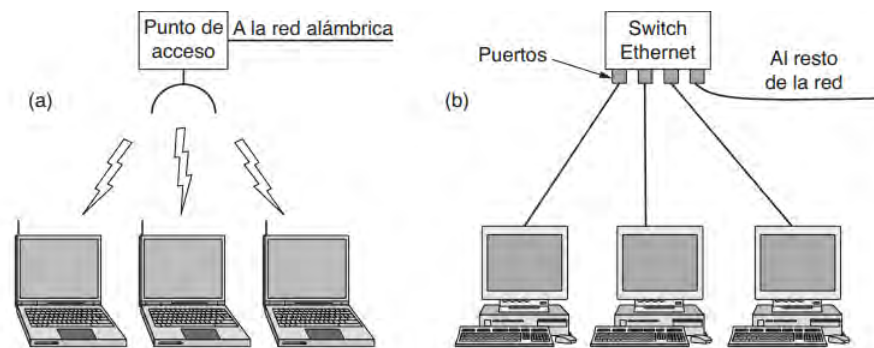 Punto de
acceso
A la red alámbrica
(a)
Switch
Ethernet
Puertos
Al resto
de la red
(b)